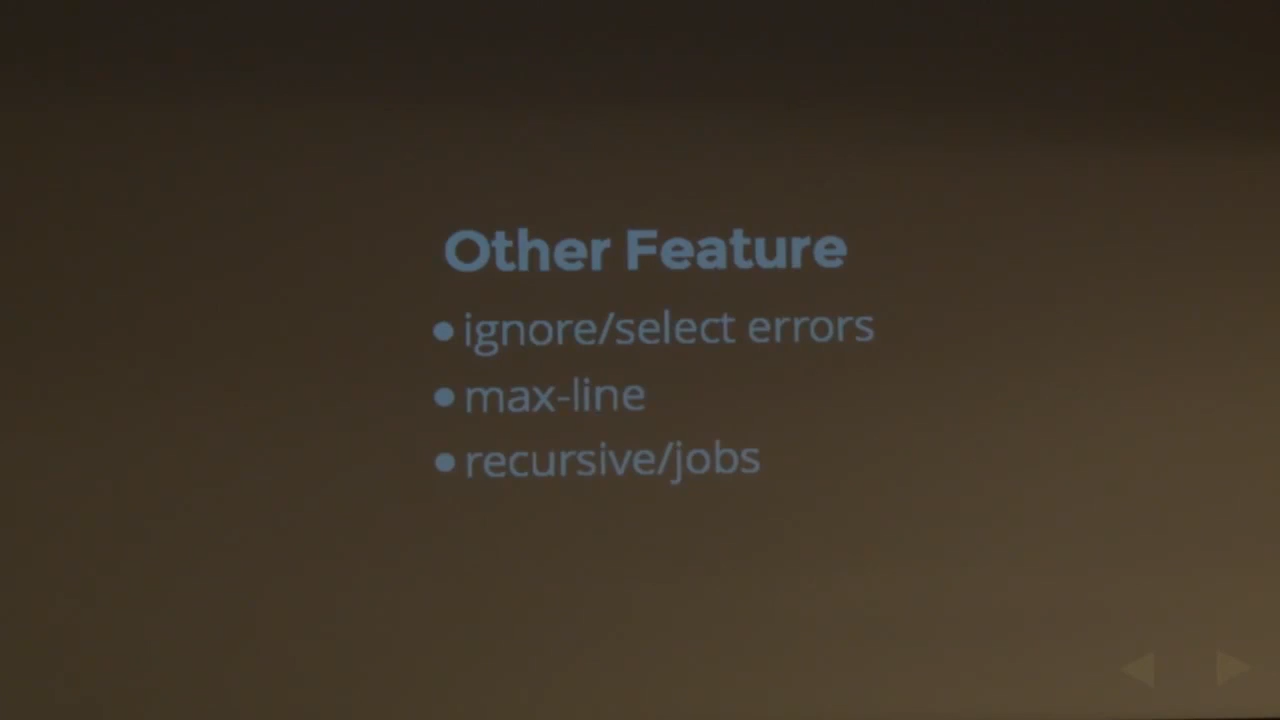 Other Feature
• ignore/select errors
• max-line
• recursive/jobs